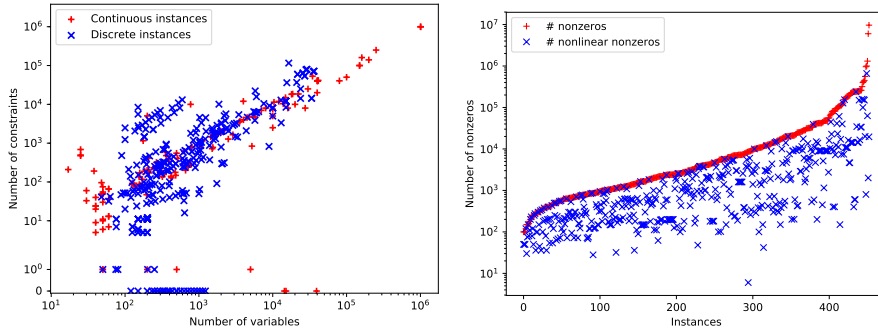 Continuous instances
Discrete instances
10^6
10^5
10^4
10^3
10^2
10^1
10^0
0
10^1 10^2 10^3 10^4 10^5 10^6
Number of constraints
Number of variables
# nonzeros
# nonlinear nonzeros
10^7
10^6
10^5
10^4
10^3
10^2
10^1
0 100 200 300 400
Number of nonzeros
Instances